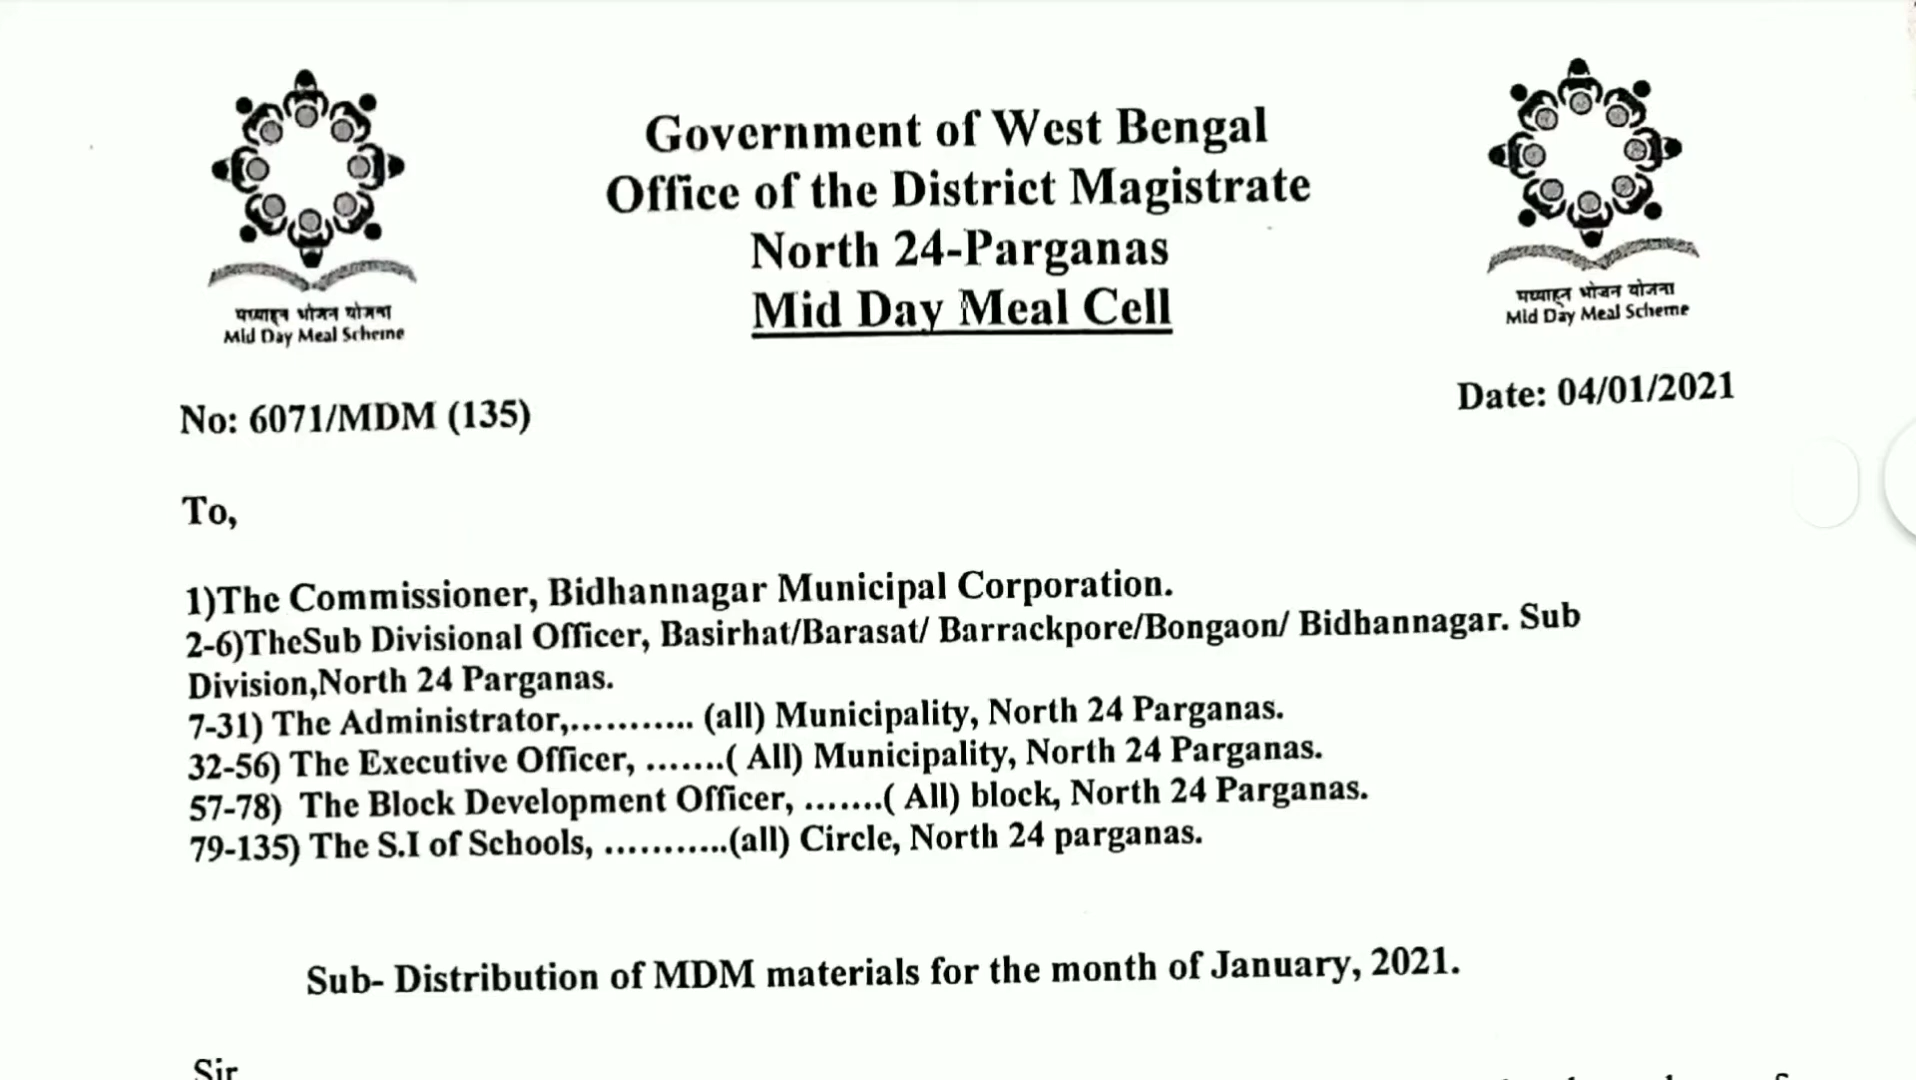 Government of West Bengal
Office of the District Magistrate
North 24-Parganas
Mid Day Meal Cell
मध्याह्न भोजन योजना
Mid Day Meal Scheme
मध्याह्न भोजन योजना
Mid Day Meal Scheme
No: 6071/MDM (135)
Date: 04/01/2021
To,
1)The Commissioner, Bidhannagar Municipal Corporation.
2-6)TheSub Divisional Officer, Basirhat/Barasat/ Barrackpore/Bongaon/ Bidhannagar. Sub
Division,North 24 Parganas.
7-31) The Administrator,........... (all) Municipality, North 24 Parganas.
32-56) The Executive Officer, .......( All) Municipality, North 24 Parganas.
57-78)  The Block Development Officer, .......( All) block, North 24 Parganas.
79-135) The S.I of Schools, ...........(all) Circle, North 24 parganas.
Sub- Distribution of MDM materials for the month of January, 2021.
Sir